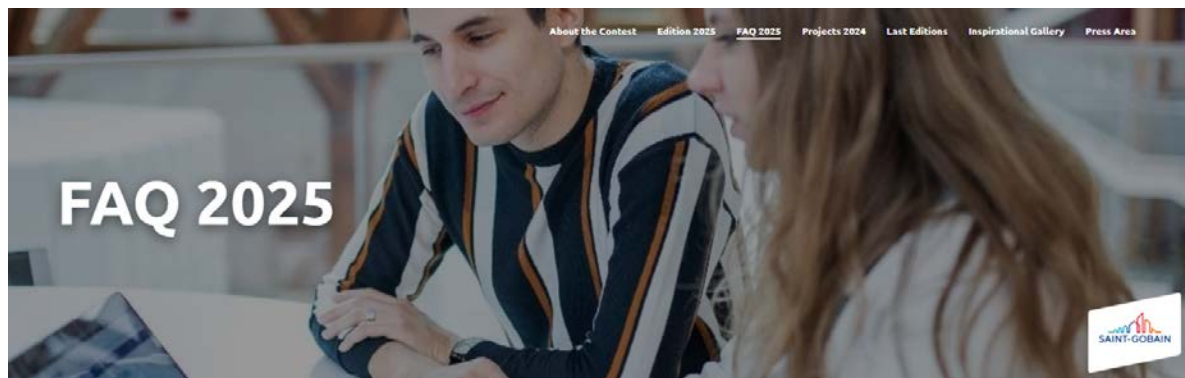 About the Contest Edition 2025 FAQ 2025 Projects 2024 Last Editions Inspirational Gallery Press Area
FAQ 2025
SAINT-GOBAIN